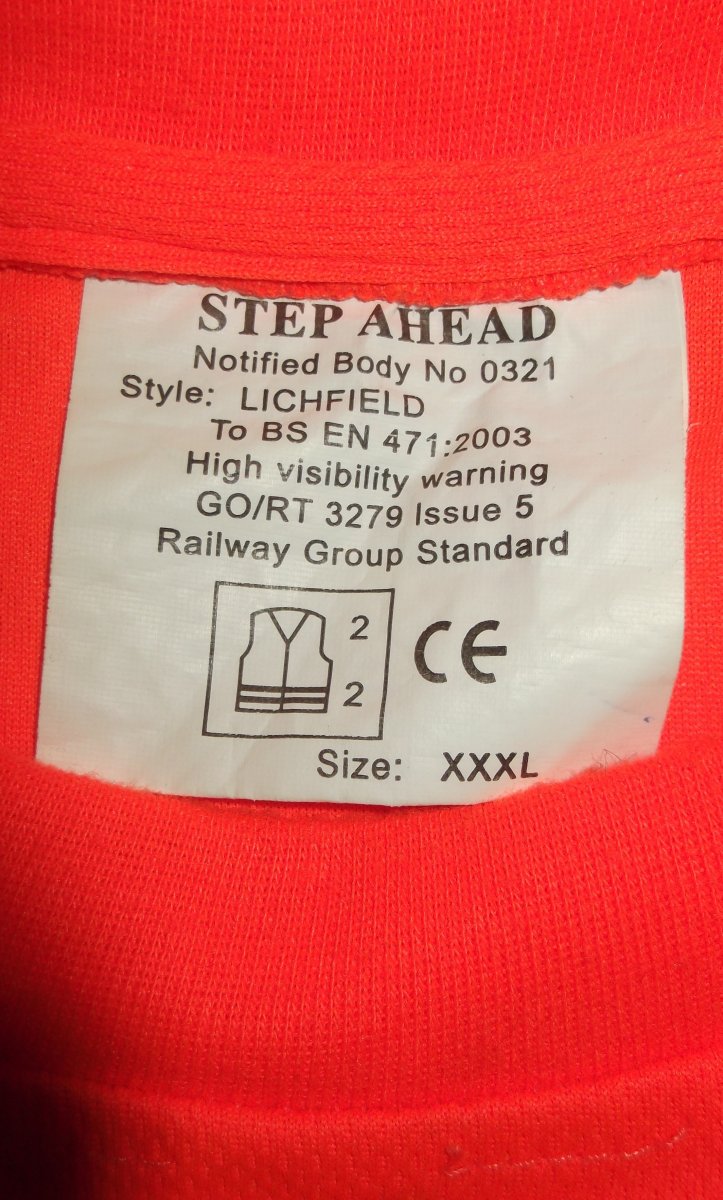 STEP AHEAD
Notified Body No 0321
Style: LICHFIELD
To BS EN 471:2003
High visibility warning
GO/RT 3279 Issue 5
Railway Group Standard
2
2
CE
Size: XXXL